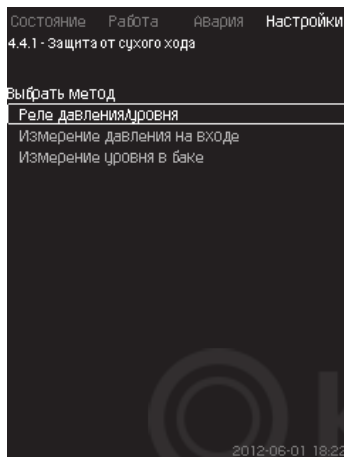 Состояние Работа Авария Настройки
4.4.1 - Защита от сухого хода
Выбрать метод
Реле давления/уровня
Измерение давления на входе
Измерение уровня в баке
2012-06-01 18:22